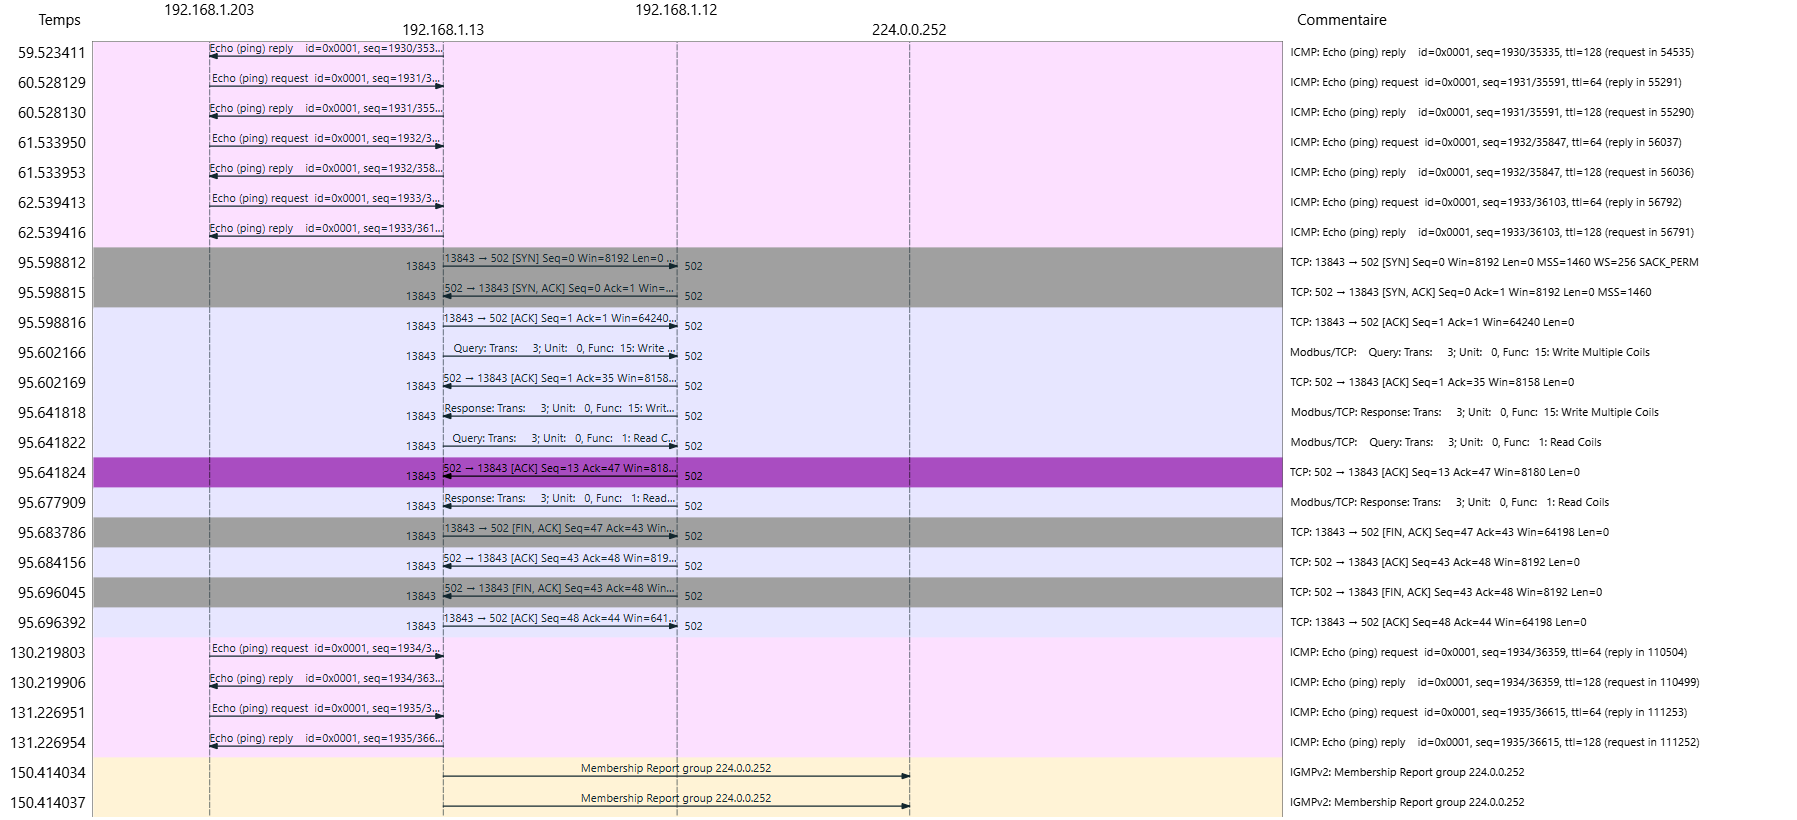 192.168.1.203 192.168.1.12
Temps 192.168.1.13 224.0.0.252 Commentaire
59.523411 Echo (ping) reply id=0x0001, seq=1930/353... ICMP: Echo (ping) reply id=0x0001, seq=1930/35335, ttl=128 (request in 54535)
60.528129 Echo (ping) request id=0x0001, seq=1931/3... ICMP: Echo (ping) request id=0x0001, seq=1931/35591, ttl=64 (reply in 55291)
60.528130 Echo (ping) reply id=0x0001, seq=1931/355... ICMP: Echo (ping) reply id=0x0001, seq=1931/35591, ttl=128 (request in 55290)
61.533950 Echo (ping) request id=0x0001, seq=1932/3... ICMP: Echo (ping) request id=0x0001, seq=1932/35847, ttl=64 (reply in 56037)
61.533953 Echo (ping) reply id=0x0001, seq=1932/358... ICMP: Echo (ping) reply id=0x0001, seq=1932/35847, ttl=128 (request in 56036)
62.539413 Echo (ping) request id=0x0001, seq=1933/3... ICMP: Echo (ping) request id=0x0001, seq=1933/36103, ttl=64 (reply in 56792)
62.539416 Echo (ping) reply id=0x0001, seq=1933/361... ICMP: Echo (ping) reply id=0x0001, seq=1933/36103, ttl=128 (request in 56791)
95.598812 13843 13843 → 502 [SYN] Seq=0 Win=8192 Len=0 ... 502 TCP: 13843 → 502 [SYN] Seq=0 Win=8192 Len=0 MSS=1460 WS=256 SACK_PERM
95.598815 13843 502 → 13843 [SYN, ACK] Seq=0 Ack=1 Win=... 502 TCP: 502 → 13843 [SYN, ACK] Seq=0 Ack=1 Win=8192 Len=0 MSS=1460
95.598816 13843 13843 → 502 [ACK] Seq=1 Ack=1 Win=64240... 502 TCP: 13843 → 502 [ACK] Seq=1 Ack=1 Win=64240 Len=0
95.602166 13843 Query: Trans: 3; Unit: 0, Func: 15: Write ... 502 Modbus/TCP: Query: Trans: 3; Unit: 0, Func: 15: Write Multiple Coils
95.602169 13843 502 → 13843 [ACK] Seq=1 Ack=35 Win=8158... 502 TCP: 502 → 13843 [ACK] Seq=1 Ack=35 Win=8158 Len=0
95.641818 13843 Response: Trans: 3; Unit: 0, Func: 15: Writ... 502 Modbus/TCP: Response: Trans: 3; Unit: 0, Func: 15: Write Multiple Coils
95.641822 13843 Query: Trans: 3; Unit: 0, Func: 1: Read C... 502 Modbus/TCP: Query: Trans: 3; Unit: 0, Func: 1: Read Coils
95.641824 13843 502 → 13843 [ACK] Seq=13 Ack=47 Win=818... 502 TCP: 502 → 13843 [ACK] Seq=13 Ack=47 Win=8180 Len=0
95.677909 13843 Response: Trans: 3; Unit: 0, Func: 1: Read... 502 Modbus/TCP: Response: Trans: 3; Unit: 0, Func: 1: Read Coils
95.683786 13843 13843 → 502 [FIN, ACK] Seq=47 Ack=43 Win... 502 TCP: 13843 → 502 [FIN, ACK] Seq=47 Ack=43 Win=64198 Len=0
95.684156 13843 502 → 13843 [ACK] Seq=43 Ack=48 Win=819... 502 TCP: 502 → 13843 [ACK] Seq=43 Ack=48 Win=8192 Len=0
95.696045 13843 502 → 13843 [FIN, ACK] Seq=43 Ack=48 Win... 502 TCP: 502 → 13843 [FIN, ACK] Seq=43 Ack=48 Win=8192 Len=0
95.696392 13843 13843 → 502 [ACK] Seq=48 Ack=44 Win=641... 502 TCP: 13843 → 502 [ACK] Seq=48 Ack=44 Win=64198 Len=0
130.219803 Echo (ping) request id=0x0001, seq=1934/3... ICMP: Echo (ping) request id=0x0001, seq=1934/36359, ttl=64 (reply in 110504)
130.219906 Echo (ping) reply id=0x0001, seq=1934/363... ICMP: Echo (ping) reply id=0x0001, seq=1934/36359, ttl=128 (request in 110499)
131.226951 Echo (ping) request id=0x0001, seq=1935/3... ICMP: Echo (ping) request id=0x0001, seq=1935/36615, ttl=64 (reply in 111253)
131.226954 Echo (ping) reply id=0x0001, seq=1935/366... ICMP: Echo (ping) reply id=0x0001, seq=1935/36615, ttl=128 (request in 111252)
150.414034 Membership Report group 224.0.0.252 IGMPv2: Membership Report group 224.0.0.252
150.414037 Membership Report group 224.0.0.252 IGMPv2: Membership Report group 224.0.0.252